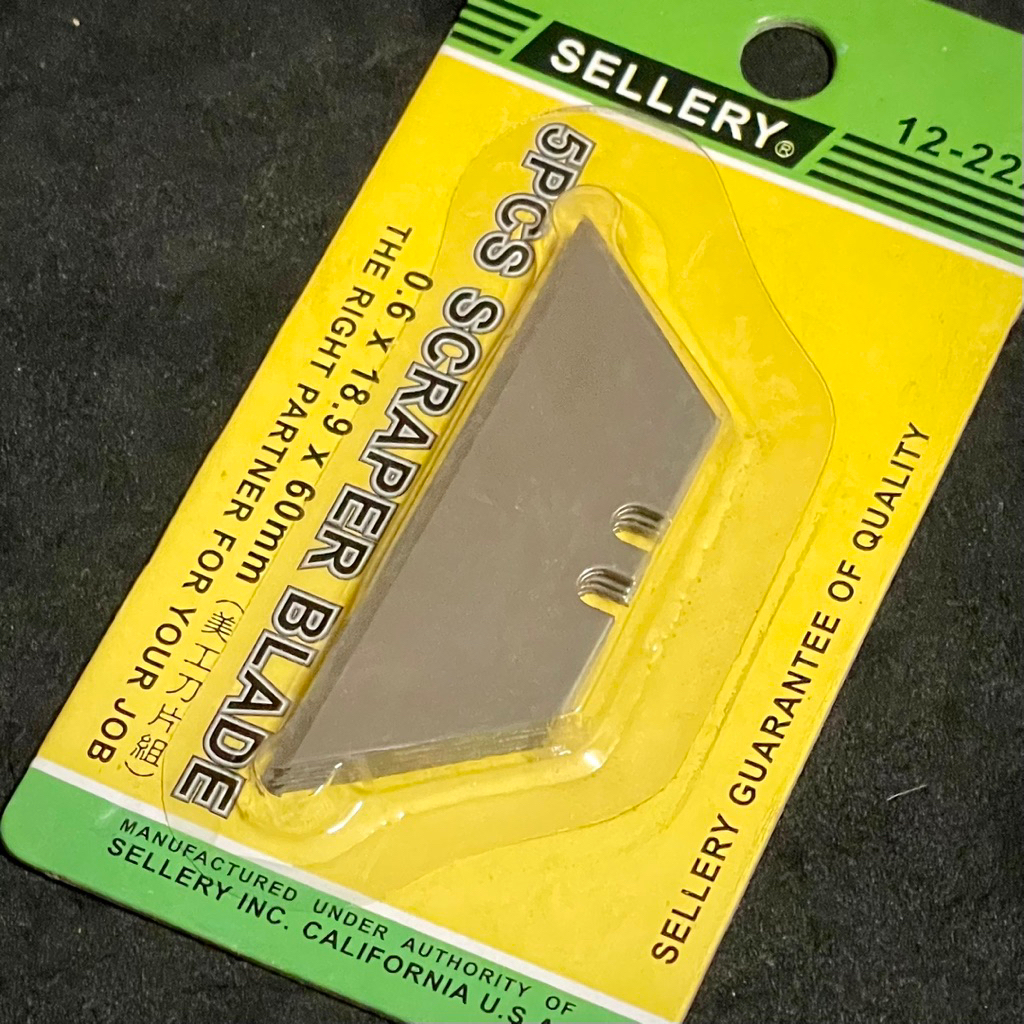 SELLERY®
12-22
5PCS SCRAPER BLADE
0.6 x 18.9 x 60mm (美工刀片組)
THE RIGHT PARTNER FOR YOUR JOB
SELLERY GUARANTEE OF QUALITY
MANUFACTURED UNDER AUTHORITY OF
SELLERY INC. CALIFORNIA U.S.A